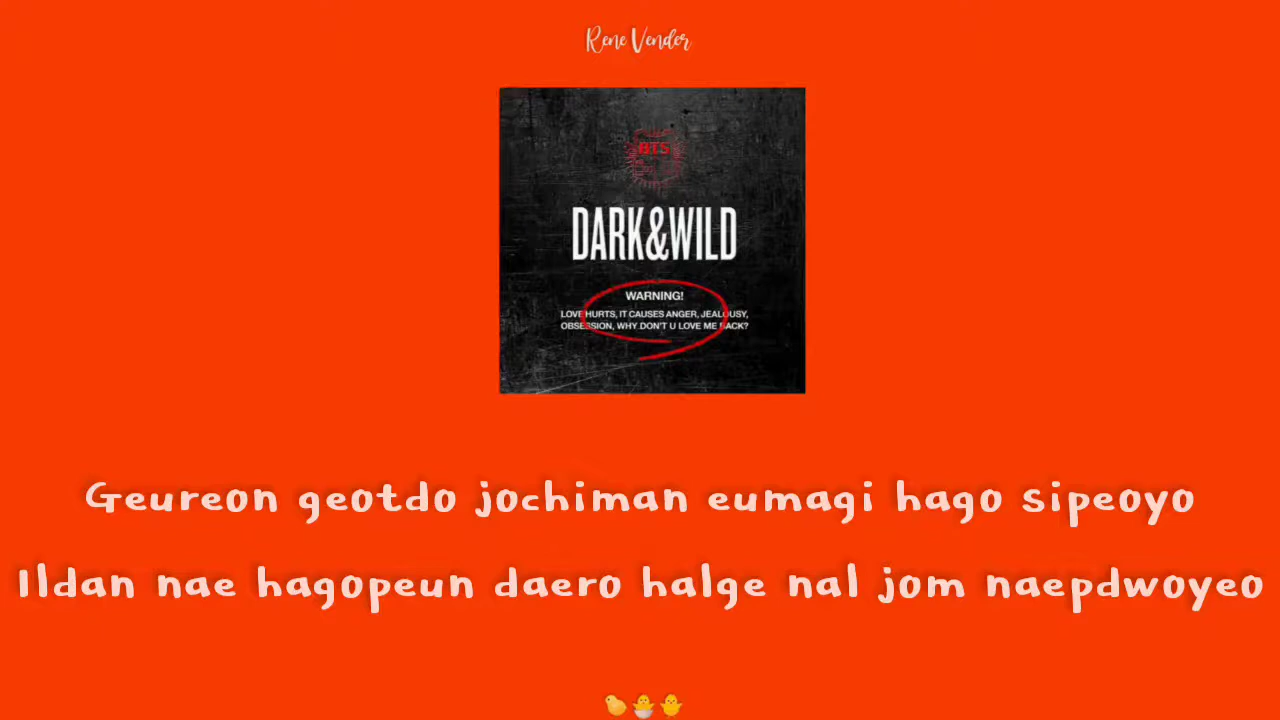 Rene Vender
BTS
DARK&WILD
WARNING!
LOVE HURTS, IT CAUSES ANGER, JEALOUSY,
OBSESSION, WHY DON'T U LOVE ME BACK?
Geureon geotdo jochiman eumagi hago sipeoyo
Ildan nae hagopeun daero halge nal jom naepdwoyeo